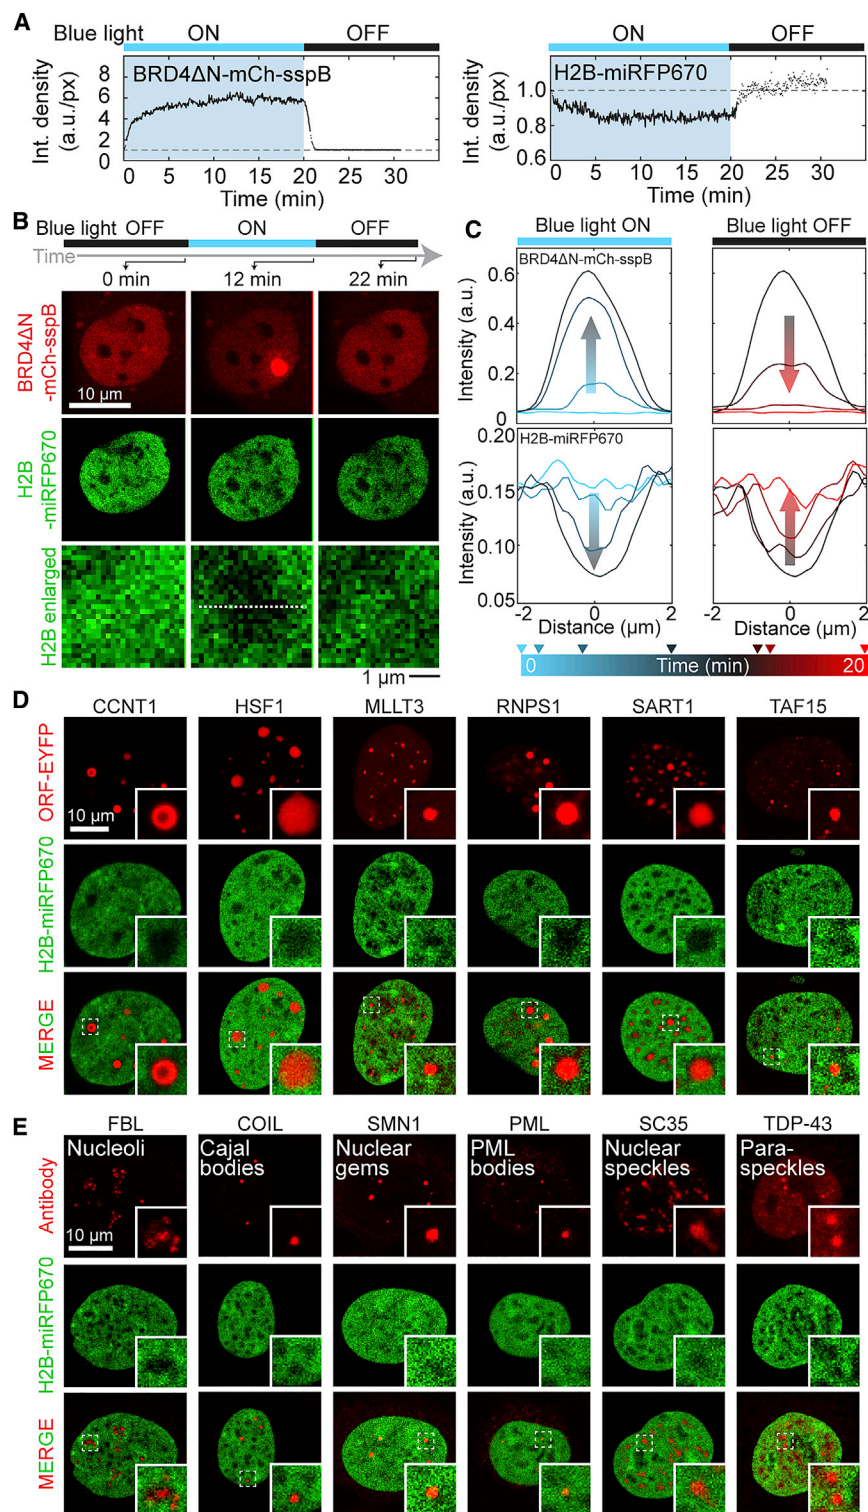 A
Blue light ON OFF
BRD4ΔN-mCh-sspB
Int. density
(a.u./px)
8
6
4
2
0
0 5 10 15 20 25 30
Time (min)
ON OFF
H2B-miRFP670
Int. density
(a.u./px)
1.0
0.8
0.6
0 5 10 15 20 25 30
Time (min)
B
Blue light OFF ON OFF
Time
0 min 12 min 22 min
BRD4ΔN
-mCh-sspB
10 µm
H2B
-miRFP670
H2B enlarged
1 µm
C
Blue light ON Blue light OFF
BRD4ΔN-mCh-sspB
Intensity (a.u.)
0.6
0.4
0.2
0
H2B-miRFP670
Intensity (a.u.)
0.20
0.15
0.10
0.05
-2 0 2 -2 0 2
Distance (µm) Distance (µm)
0 Time (min) 20
D
CCNT1 HSF1 MLLT3 RNPS1 SART1 TAF15
ORF-EYFP
10 µm
H2B-miRFP670
MERGE
E
FBL COIL SMN1 PML SC35 TDP-43
Antibody
Nucleoli Cajal Nuclear PML Nuclear Para-
bodies gems bodies speckles speckles
10 µm
H2B-miRFP670
MERGE